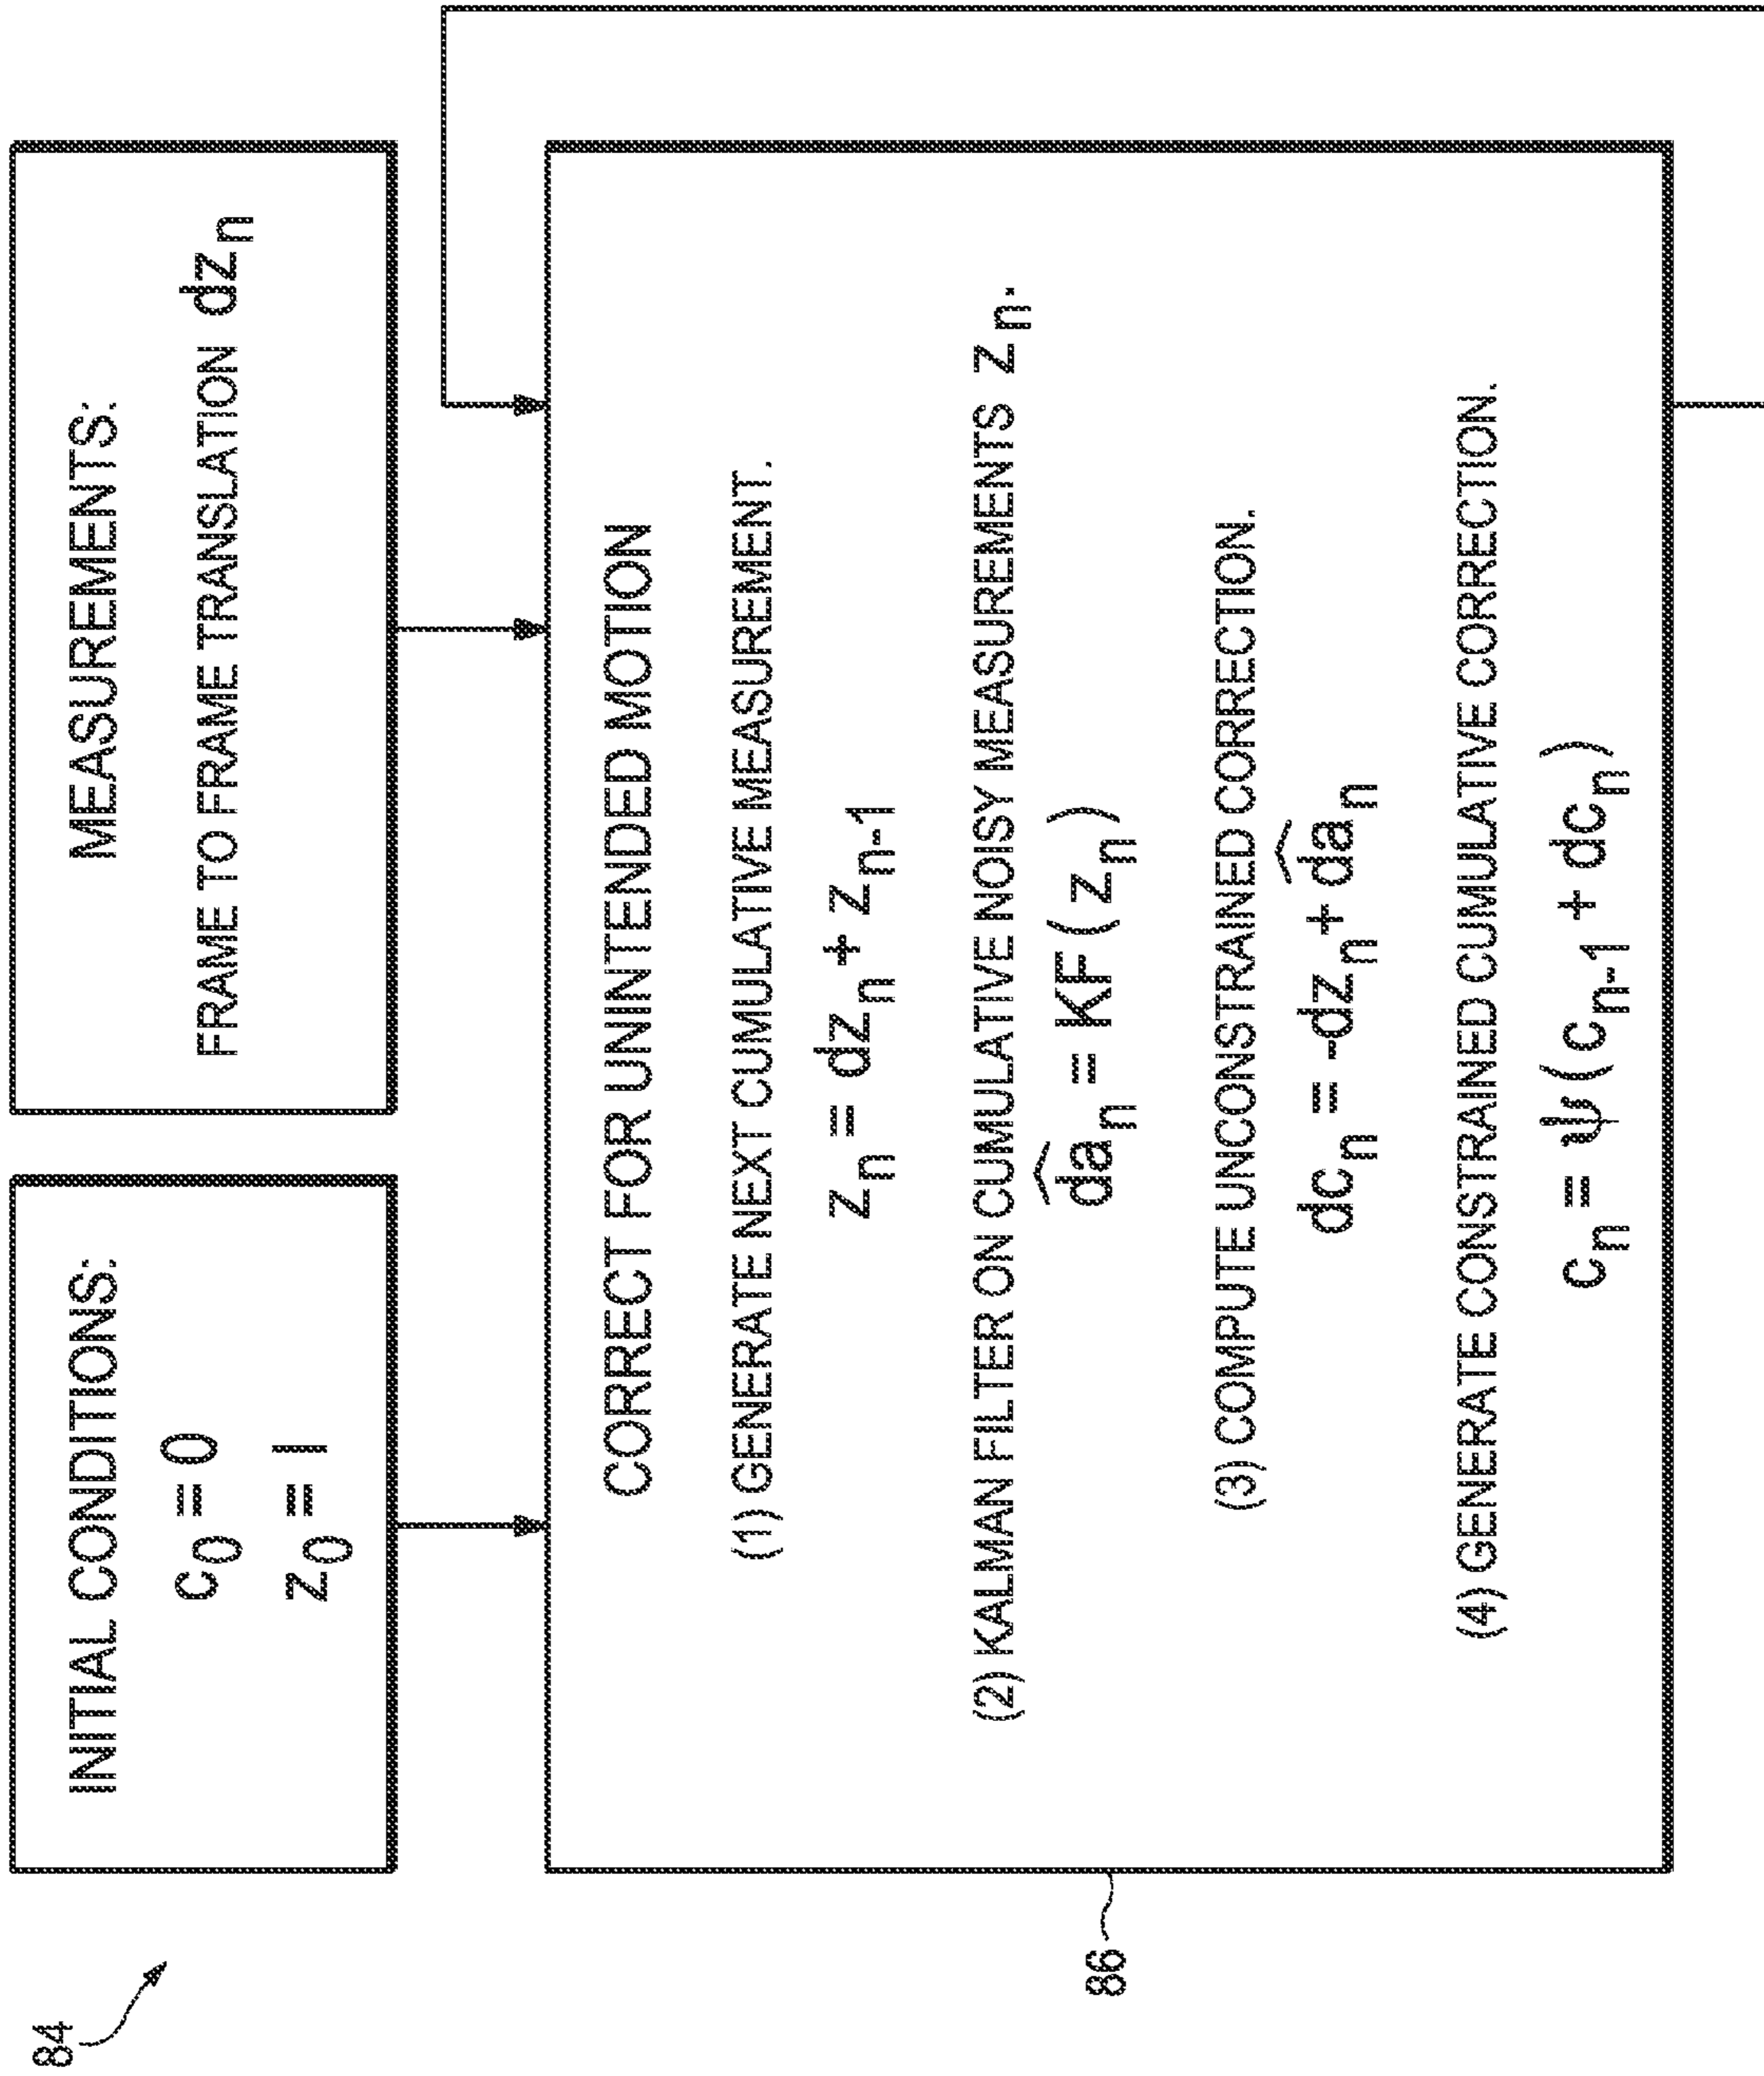 84
INITIAL CONDITIONS:
c₀ = 0
z₀ = I
MEASUREMENTS:
FRAME TO FRAME TRANSLATION dzₙ
CORRECT FOR UNINTENDED MOTION
(1) GENERATE NEXT CUMULATIVE MEASUREMENT.
zₙ = dzₙ + zₙ₋₁
(2) KALMAN FILTER ON CUMULATIVE NOISY MEASUREMENTS zₙ.
d̂aₙ = KF(zₙ)
(3) COMPUTE UNCONSTRAINED CORRECTION.
dcₙ = -dzₙ + d̂aₙ
(4) GENERATE CONSTRAINED CUMULATIVE CORRECTION.
cₙ = ψ(cₙ₋₁ + dcₙ)
86